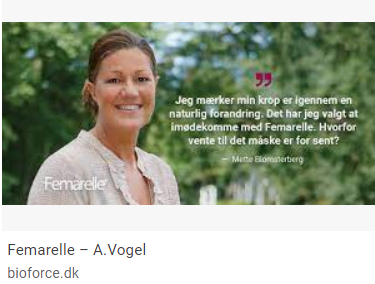 Jeg mærker min krop er igennem en
naturlig forandring. Det har jeg valgt at
imødekomme med Femarelle. Hvorfor
vente til det måske er for sent?
— Mette Blomsterberg
Femarelle
Femarelle – A.Vogel
bioforce.dk